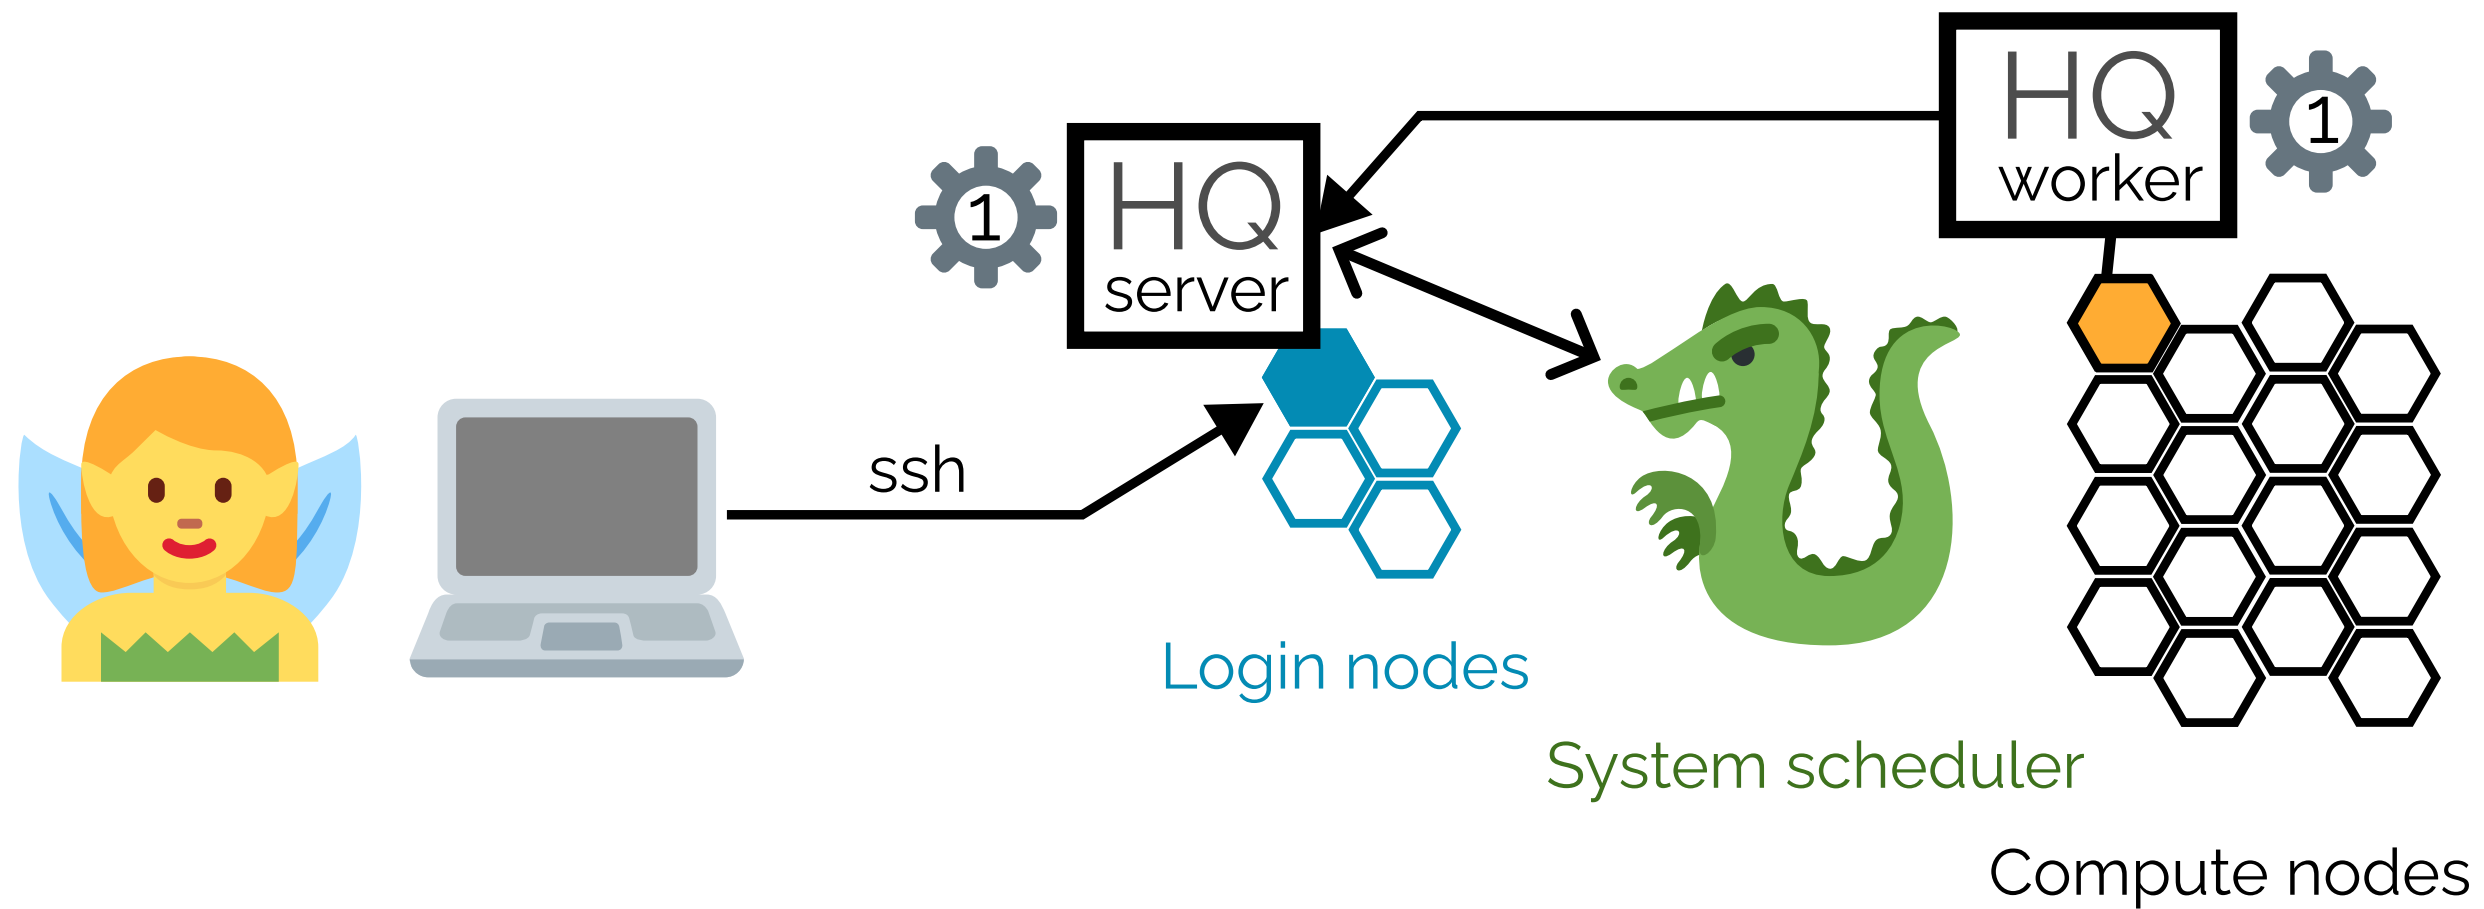 HQ
worker
1
HQ
server
1
ssh
Login nodes
System scheduler
Compute nodes